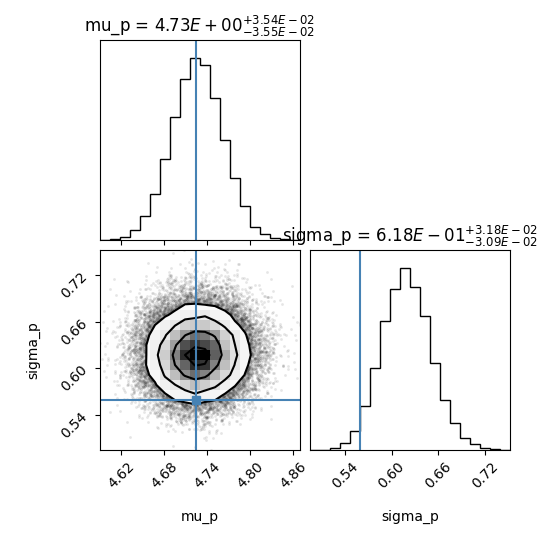 mu_p = 4.73E + 00 +3.54E − 02 −3.55E − 02
sigma_p = 6.18E − 01 +3.18E − 02 −3.09E − 02
0.72
0.66
0.60
0.54
sigma_p
4.62 4.68 4.74 4.80 4.86
0.54 0.60 0.66 0.72
mu_p sigma_p